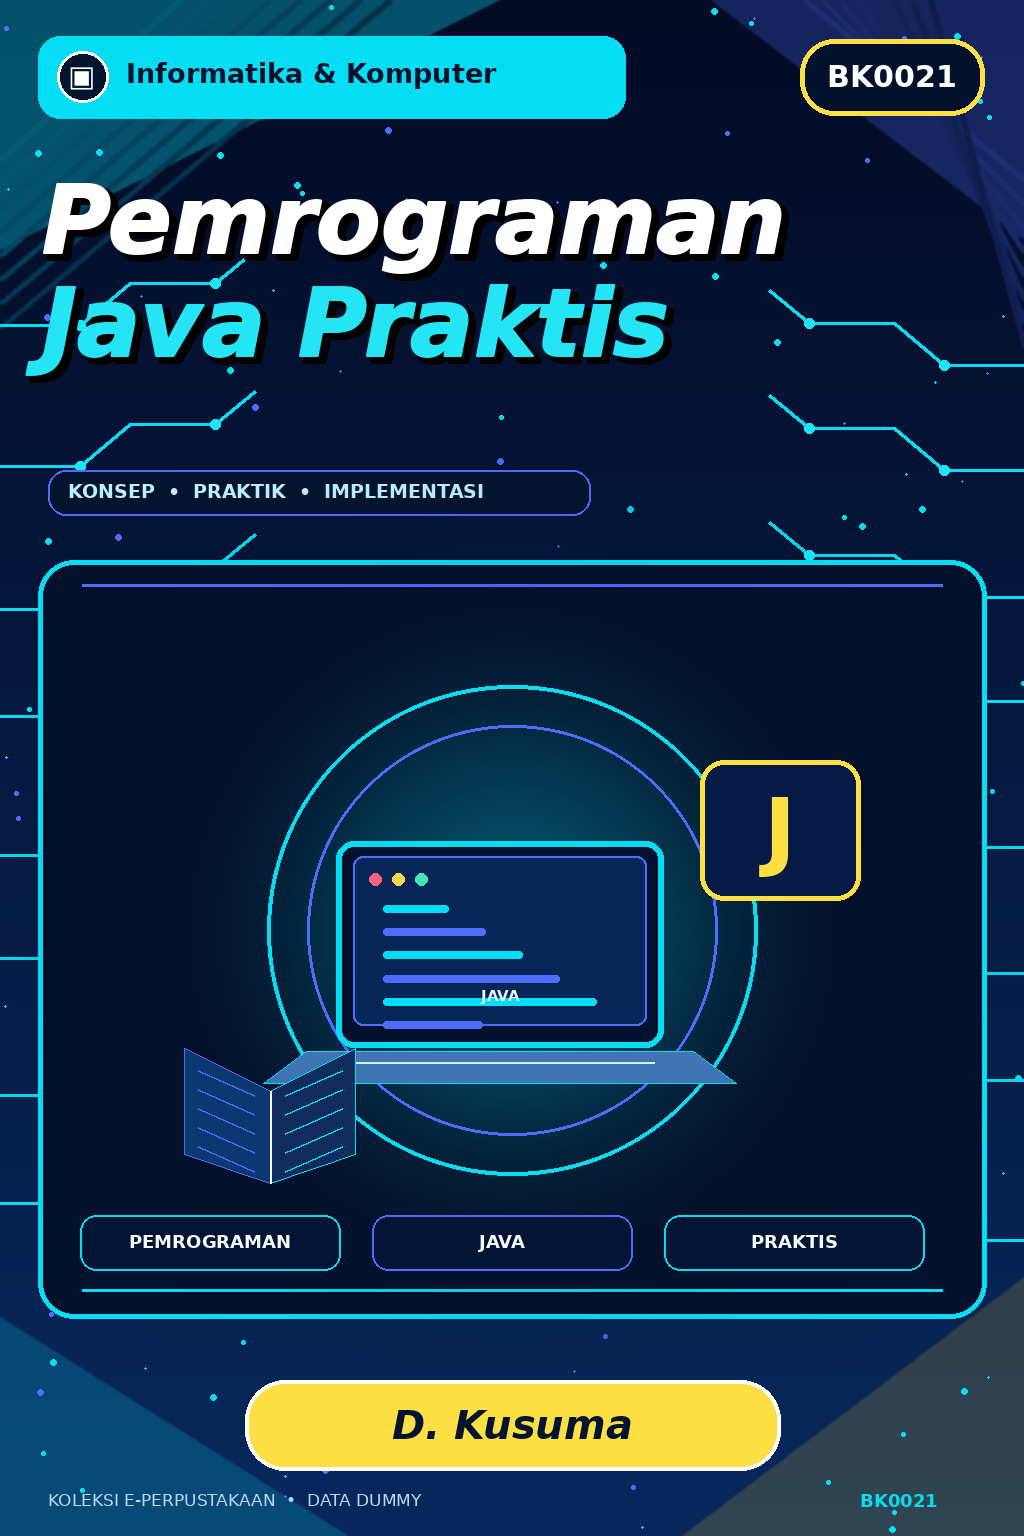 Informatika & Komputer
BK0021
Pemrograman
Java Praktis
KONSEP • PRAKTIK • IMPLEMENTASI
J
JAVA
PEMROGRAMAN
JAVA
PRAKTIS
D. Kusuma
KOLEKSI E-PERPUSTAKAAN • DATA DUMMY
BK0021